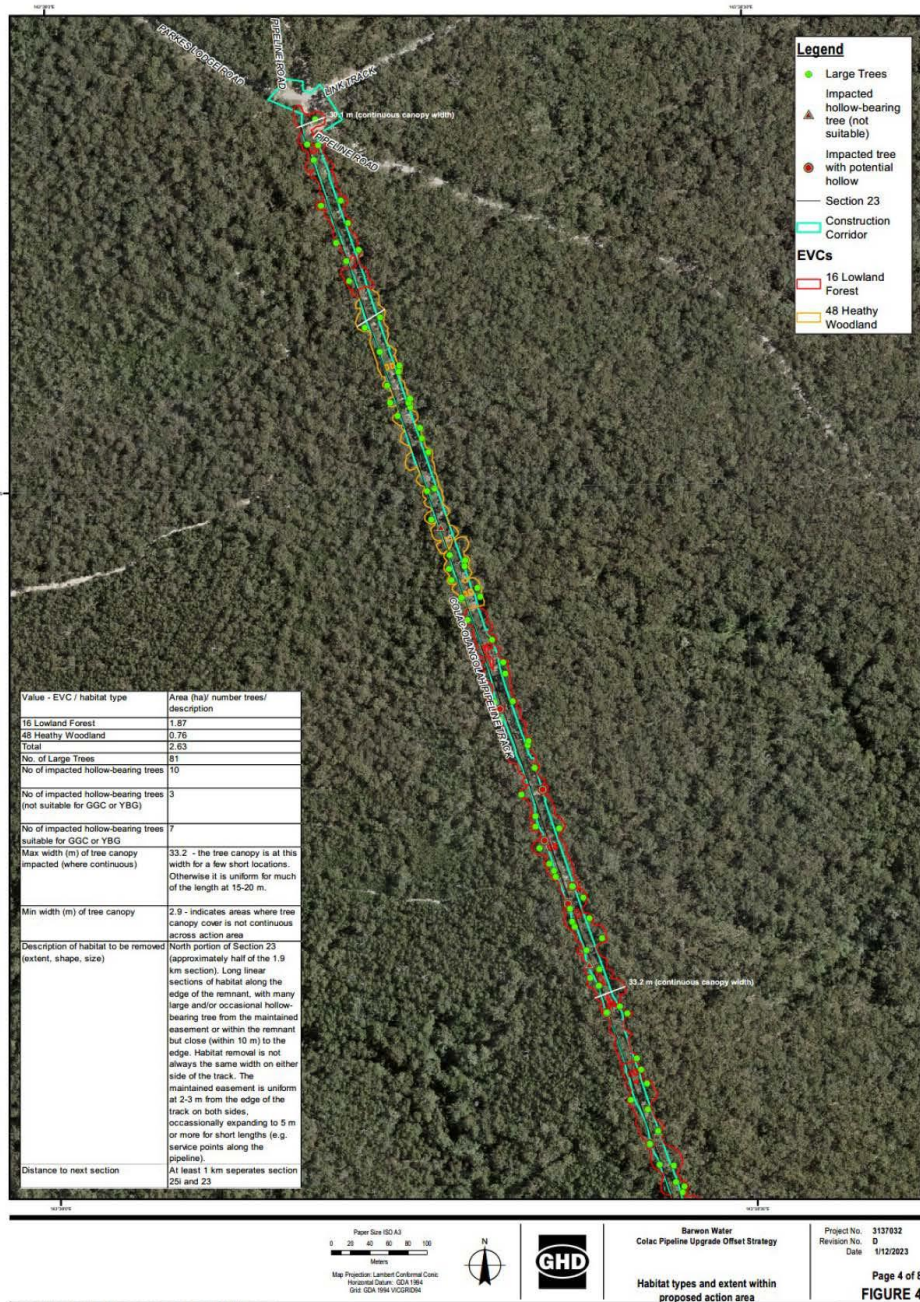 PARKES LODGE ROAD
PIPELINE ROAD
LINK TRACK
PIPELINE ROAD
(continuous canopy width)
COLAC OLANGOLAH PIPELINE TRACK
33.2 m (continuous canopy width)
Legend
Large Trees
Impacted
hollow-bearing
tree (not
suitable)
Impacted tree
with potential
hollow
Section 23
Construction
Corridor
EVCs
16 Lowland
Forest
48 Heathy
Woodland
Value - EVC / habitat type
Area (ha)/ number trees/
description
16 Lowland Forest
1.87
48 Heathy Woodland
0.76
Total
2.63
No. of Large Trees
81
No of impacted hollow-bearing trees
10
No of impacted hollow-bearing trees
(not suitable for GGC or YBG)
3
No of impacted hollow-bearing trees
suitable for GGC or YBG
7
Max width (m) of tree canopy
impacted (where continuous)
33.2 - the tree canopy is at this
width for a few short locations.
Otherwise it is uniform for much
of the length at 15-20 m.
Min width (m) of tree canopy
2.9 - indicates areas where tree
canopy cover is not continuous
across action area
Description of habitat to be removed
(extent, shape, size)
North portion of Section 23
(approximately half of the 1.9
km section). Long linear
sections of habitat along the
edge of the remnant, with many
large and/or occasional hollow-
bearing tree from the maintained
easement or within the remnant
but close (within 10 m) to the
edge. Habitat removal is not
always the same width on either
side of the track. The
maintained easement is uniform
at 2-3 m from the edge of the
track on both sides,
occassionally expanding to 5 m
or more for short lengths (e.g.
service points along the
pipeline).
Distance to next section
At least 1 km seperates section
25i and 23
Paper Size ISO A3
0 20 40 60 80 100
Meters
Map Projection: Lambert Conformal Conic
Horizontal Datum: GDA 1994
Grid: GDA 1994 VICGRID94
N
GHD
Barwon Water
Colac Pipeline Upgrade Offset Strategy
Habitat types and extent within
proposed action area
Project No. 3137032
Revision No. D
Date 1/12/2023
Page 4 of 8
FIGURE 4